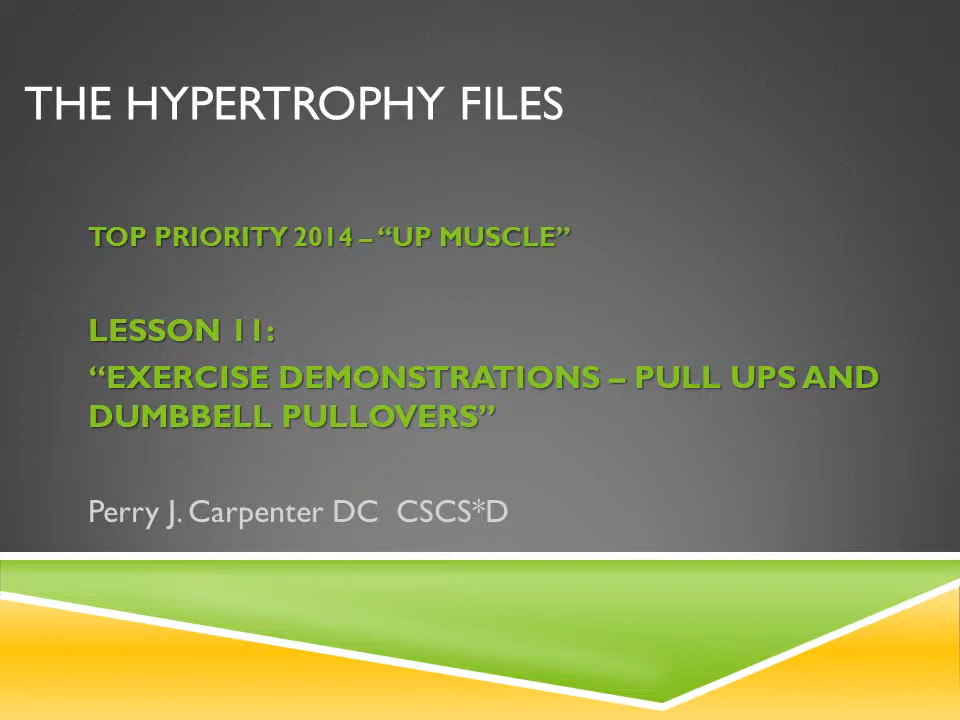 THE HYPERTROPHY FILES
TOP PRIORITY 2014 – “UP MUSCLE”
LESSON 11:
“EXERCISE DEMONSTRATIONS – PULL UPS AND
DUMBBELL PULLOVERS”
Perry J. Carpenter DC  CSCS*D